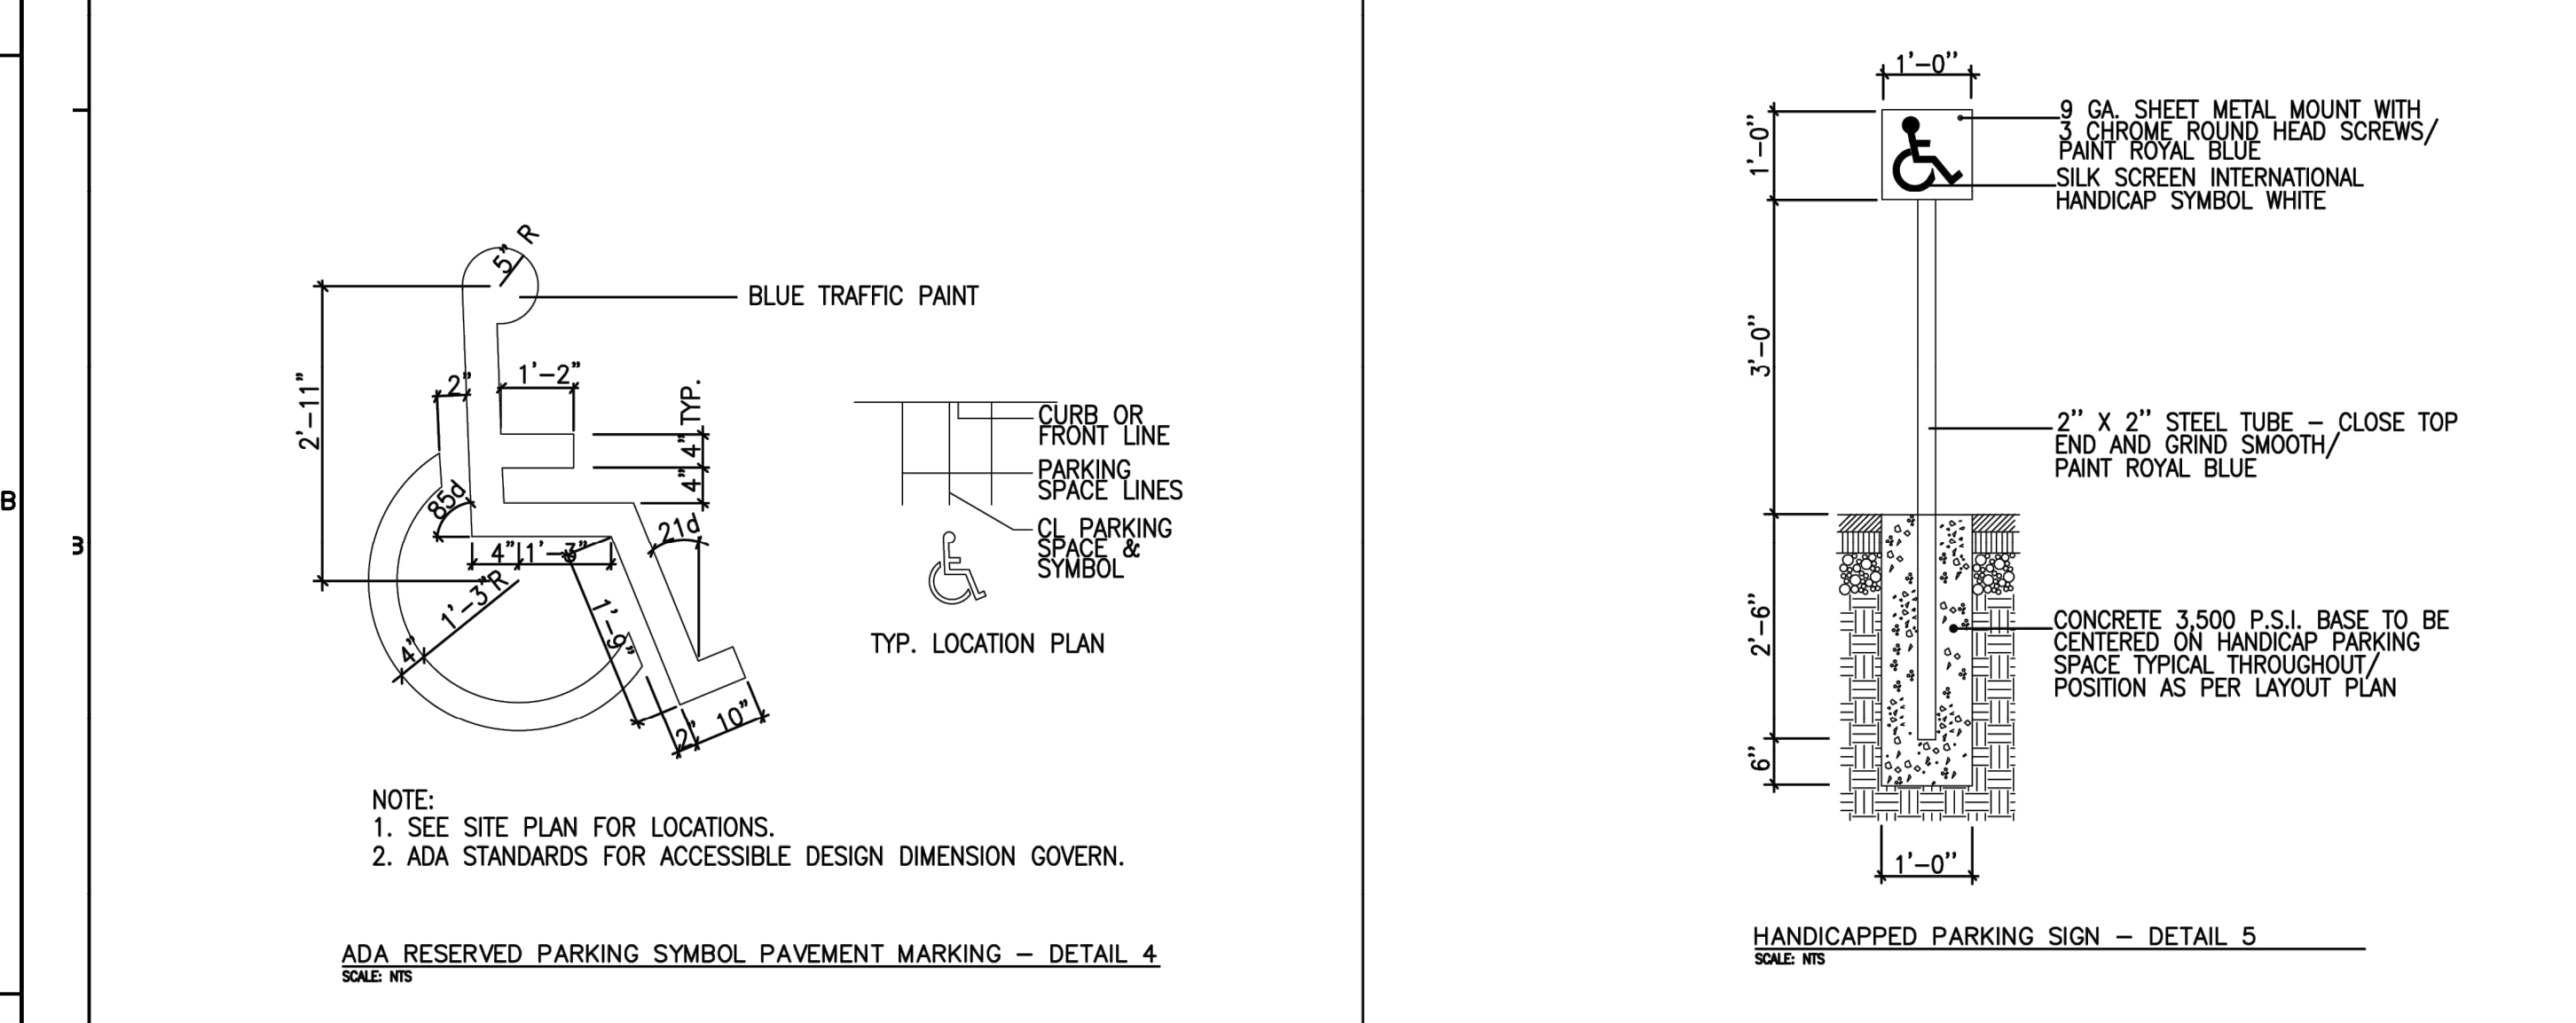 B
B
5" R
BLUE TRAFFIC PAINT
2'-11"
2"
1'-2"
4" TYP.
4"
85d
21d
4"
1'-3"
1'-3"R
4"
1'-9"
2"
10"
CURB OR
FRONT LINE
PARKING
SPACE LINES
CL PARKING
SPACE &
SYMBOL
TYP. LOCATION PLAN
NOTE:
1. SEE SITE PLAN FOR LOCATIONS.
2. ADA STANDARDS FOR ACCESSIBLE DESIGN DIMENSION GOVERN.
ADA RESERVED PARKING SYMBOL PAVEMENT MARKING – DETAIL 4
SCALE: NTS
1'-0"
1'-0"
9 GA. SHEET METAL MOUNT WITH
3 CHROME ROUND HEAD SCREWS/
PAINT ROYAL BLUE
SILK SCREEN INTERNATIONAL
HANDICAP SYMBOL WHITE
3'-0"
2" X 2" STEEL TUBE – CLOSE TOP
END AND GRIND SMOOTH/
PAINT ROYAL BLUE
2'-6"
CONCRETE 3,500 P.S.I. BASE TO BE
CENTERED ON HANDICAP PARKING
SPACE TYPICAL THROUGHOUT/
POSITION AS PER LAYOUT PLAN
6"
1'-0"
HANDICAPPED PARKING SIGN – DETAIL 5
SCALE: NTS